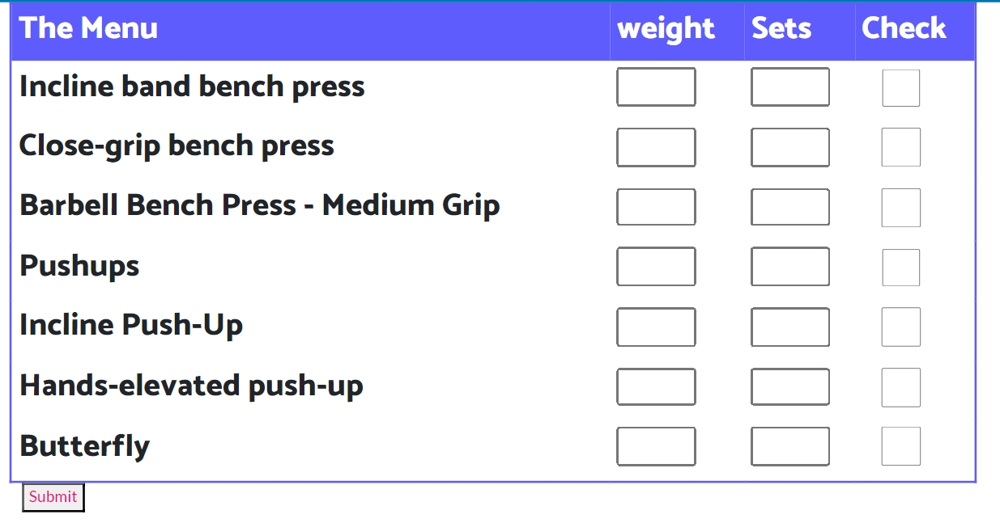 The Menu weight Sets Check
Incline band bench press
Close-grip bench press
Barbell Bench Press - Medium Grip
Pushups
Incline Push-Up
Hands-elevated push-up
Butterfly
Submit